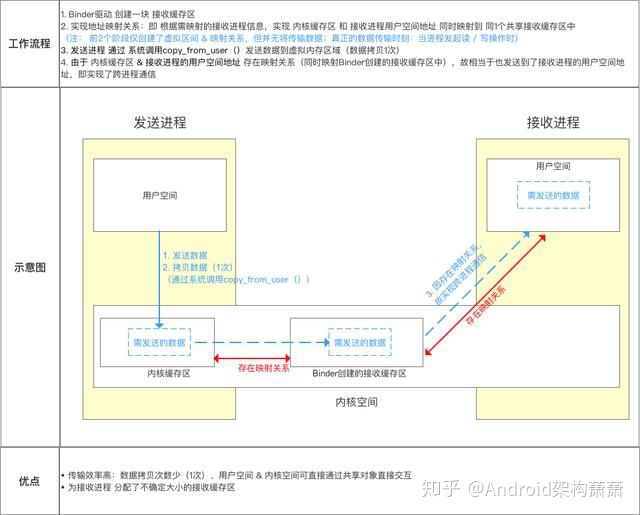 工作流程
1. Binder驱动 创建一块 接收缓存区
2. 实现地址映射关系：即 根据需映射的接收进程信息，实现 内核缓存区 和 接收进程用户空间地址 同时映射到 同1个共享接收缓存区中
（注： 前2个阶段仅创建了虚拟区间 & 映射关系，但并无将传输数据；真正的数据传输时刻：当进程发起读 / 写操作时）
3. 发送进程 通过 系统调用copy_from_user（）发送数据到虚拟内存区域（数据拷贝1次）
4. 由于 内核缓存区 & 接收进程的用户空间地址 存在映射关系（同时映射Binder创建的接收缓存区中），故相当于也发送到了接收进程的用户空间地
址，即实现了跨进程通信
示意图
发送进程
接收进程
用户空间
用户空间
需发送的数据
1. 发送数据
2. 拷贝数据（1次）
（通过系统调用copy_from_user（））
3. 因存在映射关系，
故实现跨进程通信
存在映射关系
需发送的数据
需发送的数据
存在映射关系
内核缓存区
Binder创建的接收缓存区
内核空间
优点
• 传输效率高：数据拷贝次数少（1次）、用户空间 & 内核空间可直接通过共享对象直接交互
• 为接收进程 分配了不确定大小的接收缓存区
知乎 @Android架构萧萧